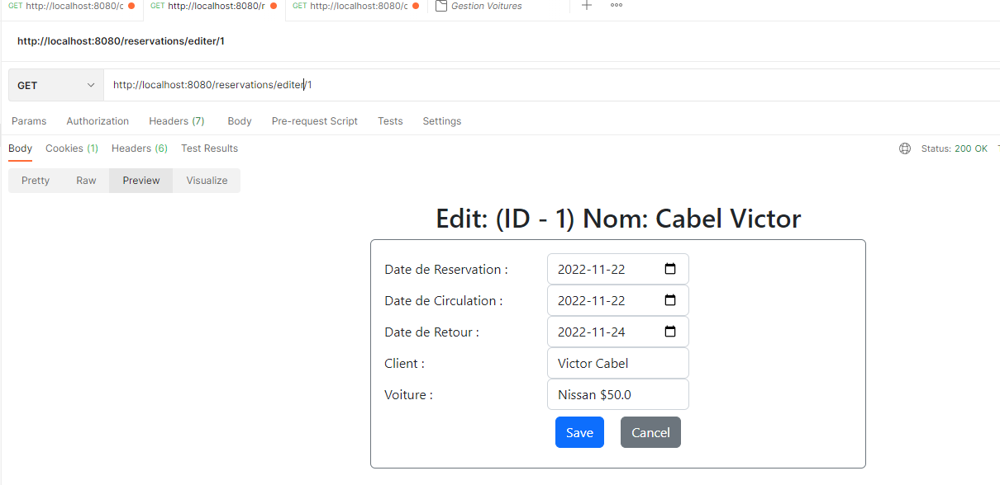 GET http://localhost:8080/c GET http://localhost:8080/r GET http://localhost:8080/c Gestion Voitures
http://localhost:8080/reservations/editer/1
GET http://localhost:8080/reservations/editer/1
Params Authorization Headers (7) Body Pre-request Script Tests Settings
Body Cookies (1) Headers (6) Test Results Status: 200 OK
Pretty Raw Preview Visualize
Edit: (ID - 1) Nom: Cabel Victor
Date de Reservation : 2022-11-22
Date de Circulation : 2022-11-22
Date de Retour : 2022-11-24
Client : Victor Cabel
Voiture : Nissan $50.0
Save Cancel